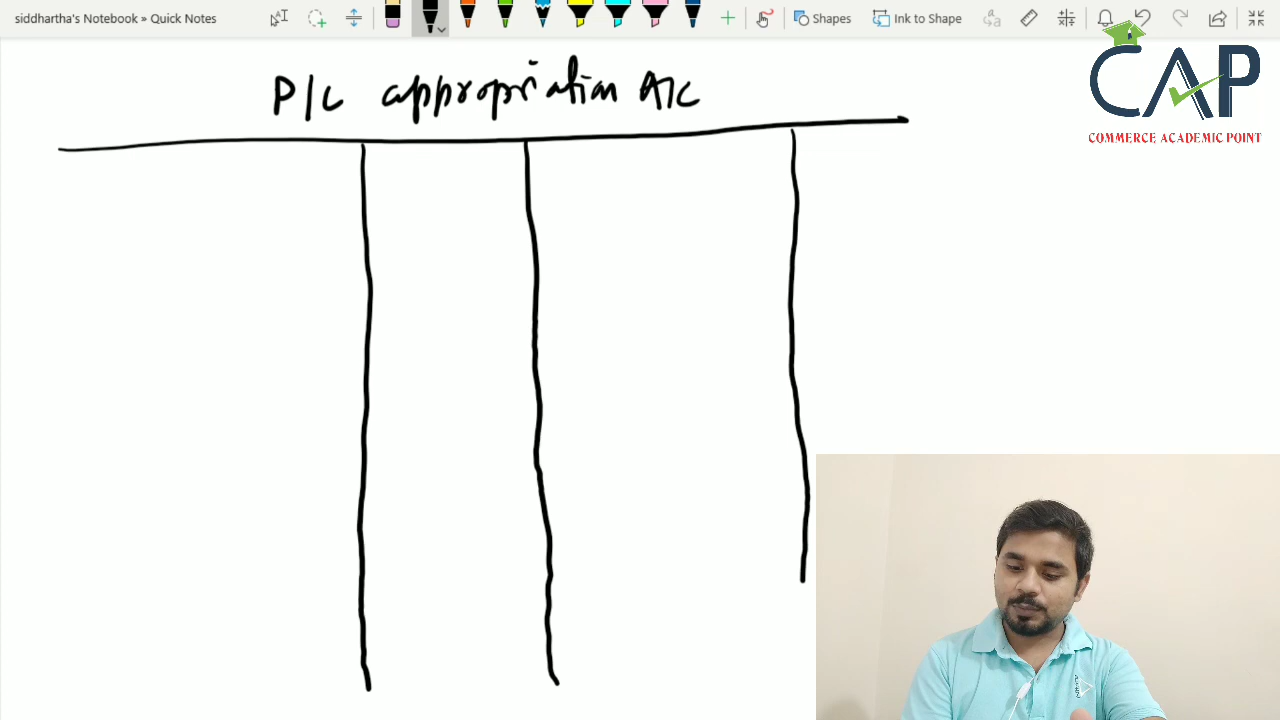 siddhartha's Notebook » Quick Notes
Shapes
Ink to Shape
CAP
COMMERCE ACADEMIC POINT
P/L appropriation A/C